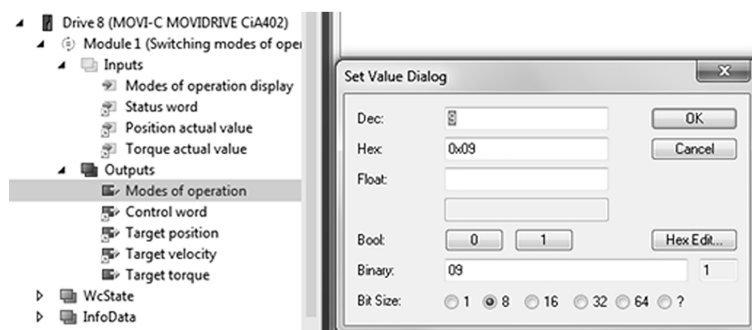 Drive 8 (MOVI-C MOVIDRIVE CiA402)
Module 1 (Switching modes of oper
Inputs
Modes of operation display
Status word
Position actual value
Torque actual value
Outputs
Modes of operation
Control word
Target position
Target velocity
Target torque
WcState
InfoData
Set Value Dialog
Dec: 9 OK
Hex: 0x09 Cancel
Float:
Bool: 0 1 Hex Edit...
Binary: 09 1
Bit Size: 1 8 16 32 64 ?